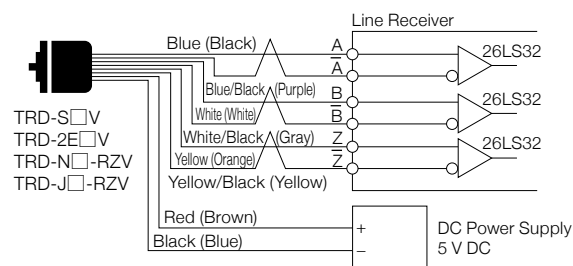 Line Receiver
Blue (Black)
A
26LS32
A̅
Blue/Black (Purple)
B
26LS32
White (White)
B̅
TRD-S□V
White/Black (Gray)
Z
26LS32
TRD-2E□V
Yellow (Orange)
Z̅
TRD-N□-RZV
TRD-J□-RZV
Yellow/Black (Yellow)
Red (Brown)
+
DC Power Supply
Black (Blue)
−
5 V DC